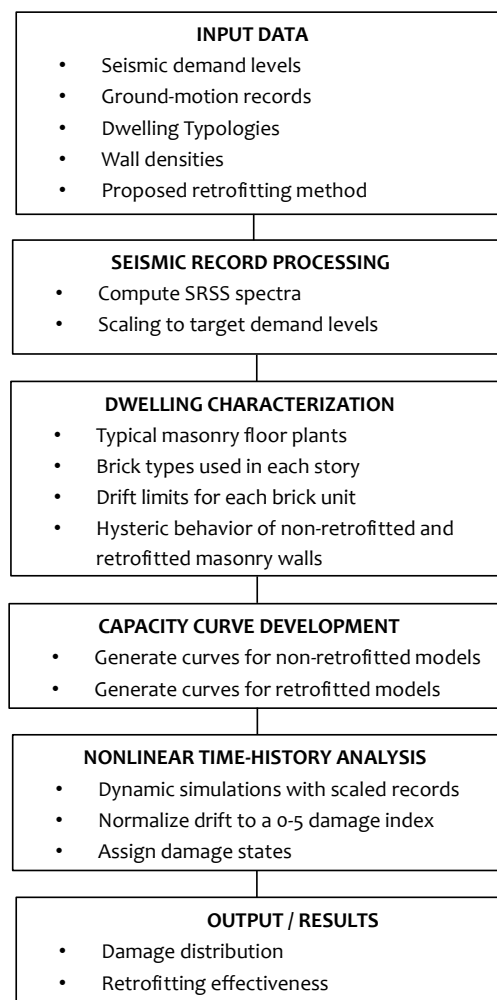 INPUT DATA
• Seismic demand levels
• Ground-motion records
• Dwelling Typologies
• Wall densities
• Proposed retrofitting method
SEISMIC RECORD PROCESSING
• Compute SRSS spectra
• Scaling to target demand levels
DWELLING CHARACTERIZATION
• Typical masonry floor plants
• Brick types used in each story
• Drift limits for each brick unit
• Hysteric behavior of non-retrofitted and
retrofitted masonry walls
CAPACITY CURVE DEVELOPMENT
• Generate curves for non-retrofitted models
• Generate curves for retrofitted models
NONLINEAR TIME-HISTORY ANALYSIS
• Dynamic simulations with scaled records
• Normalize drift to a 0-5 damage index
• Assign damage states
OUTPUT / RESULTS
• Damage distribution
• Retrofitting effectiveness